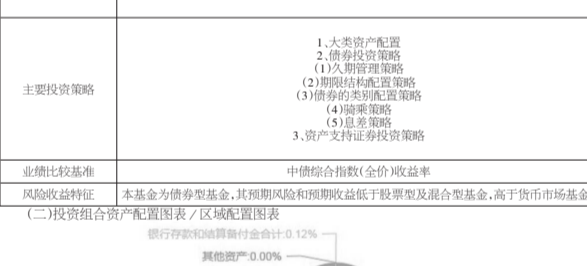 主要投资策略
1、大类资产配置
2、债券投资策略
(1)久期管理策略
(2)期限结构配置策略
(3)债券的类别配置策略
(4)骑乘策略
(5)息差策略
3、资产支持证券投资策略
业绩比较基准 中债综合指数(全价)收益率
风险收益特征 本基金为债券型基金,其预期风险和预期收益低于股票型及混合型基金,高于货币市场基金
(二)投资组合资产配置图表/区域配置图表
银行存款和结算备付金合计:0.12%
其他资产:0.00%